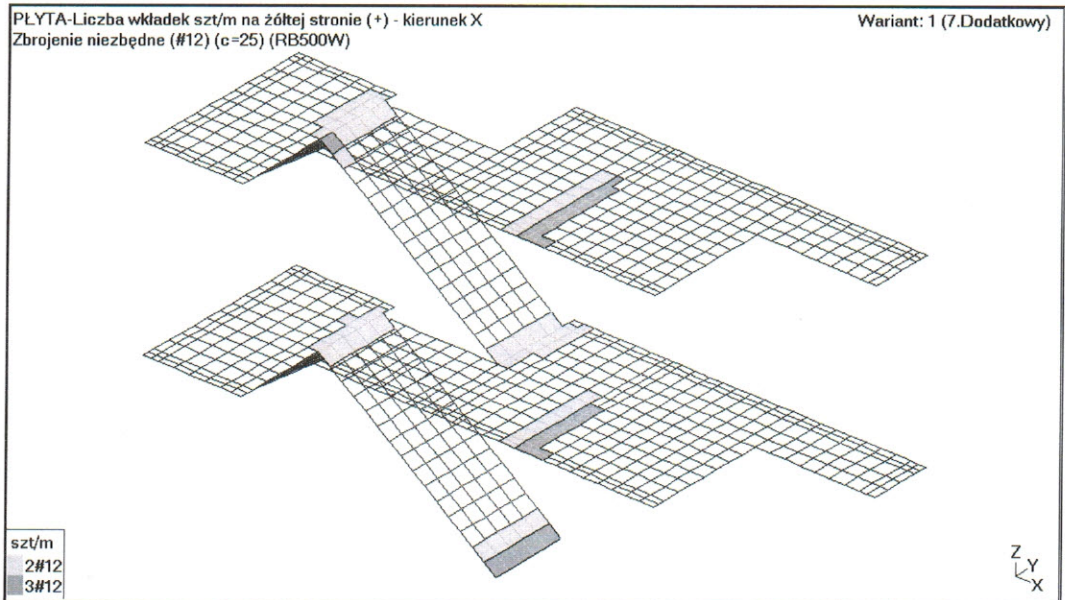 PŁYTA-Liczba wkładek szt/m na żółtej stronie (+) - kierunek X
Wariant: 1 (7.Dodatkowy)
Zbrojenie niezbędne (#12) (c=25) (RB500W)
szt/m
2#12
3#12
Z
Y
X